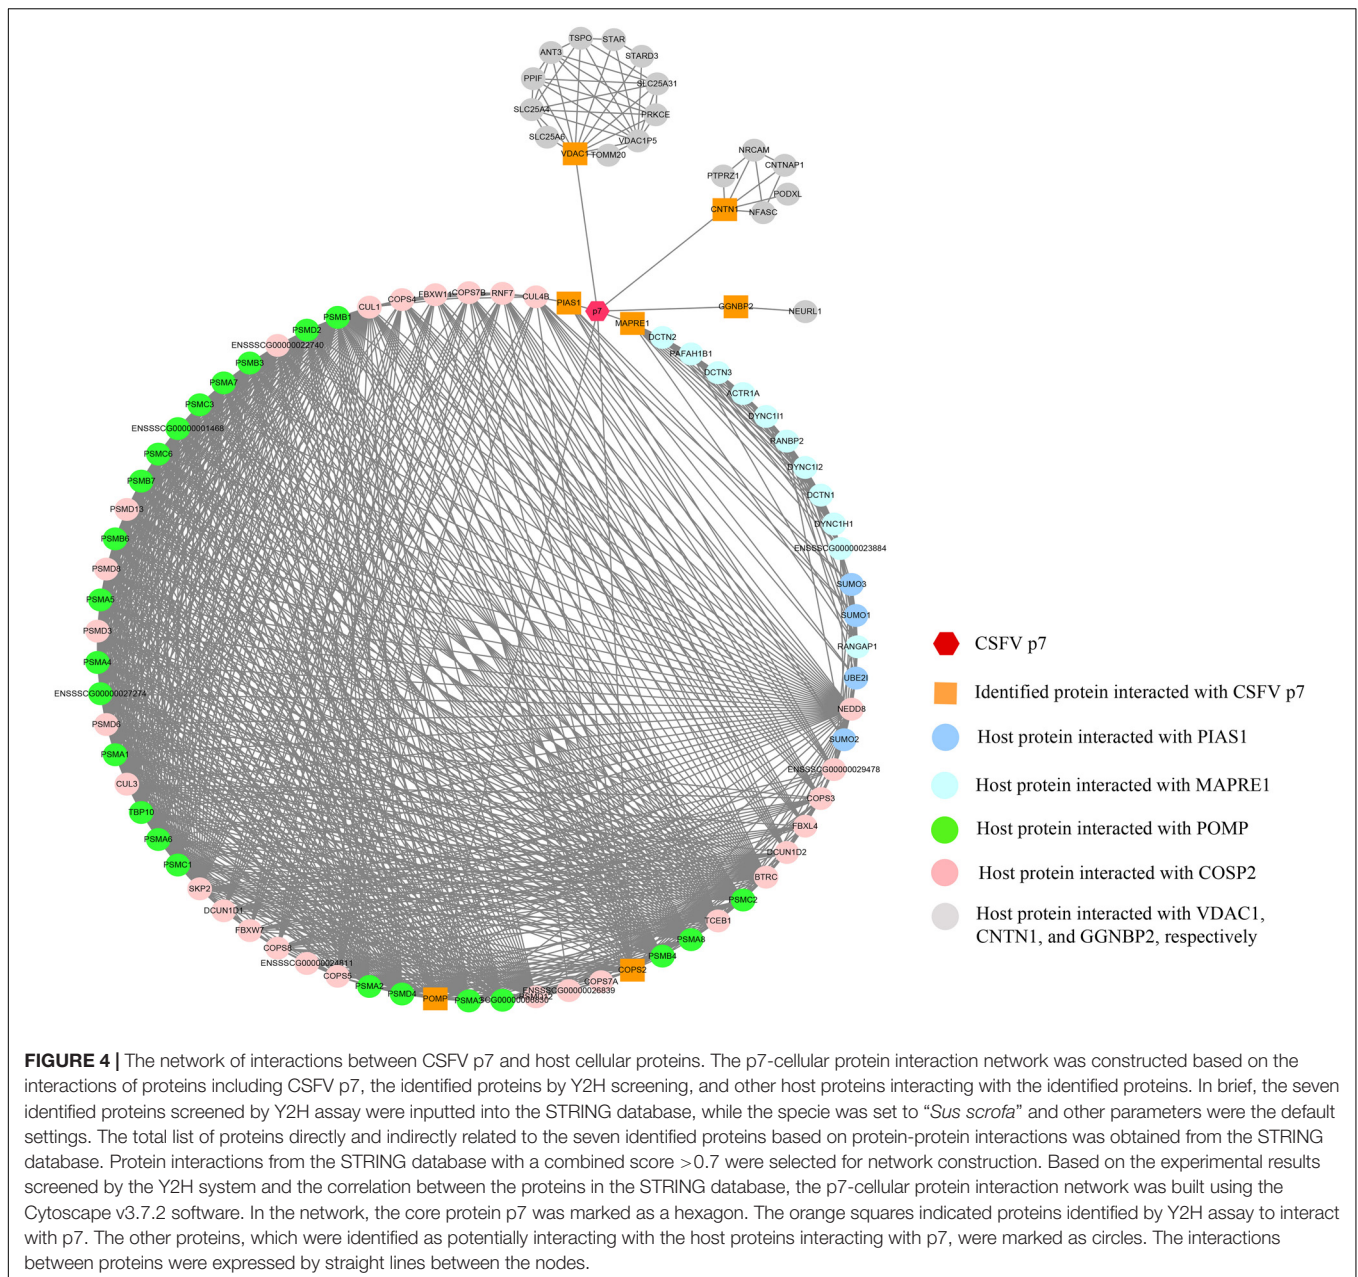 TSPO
STAR
ANT3
STARD3
PPIF
SLC25A31
SLC25A4
PRKCE
SLC25A6
VDAC1P5
VDAC1
TOMM20
NRCAM
CNTNAP1
PTPRZ1
PODXL
CNTN1
NFASC
GGNBP2
NEURL1
p7
PIAS1
MAPRE1
CUL4B
RNF7
COPS7B
FBXW11
COPS4
CUL1
PSMB1
PSMD2
ENSSSCG00000022740
PSMB3
PSMA7
PSMC3
ENSSSCG00000001468
PSMC6
PSMB7
PSMD13
PSMB6
PSMD8
PSMA5
PSMD3
PSMA4
ENSSSCG00000027274
PSMD6
PSMA1
CUL3
TBP10
PSMA6
PSMC1
SKP2
DCUN1D1
FBXW7
COPS8
ENSSSCG00000024811
COPS5
PSMA2
PSMD4
POMP
PSMA3
ENSSSCG00000026839
COPS7A
COPS2
PSMB4
PSMA8
TCEB1
PSMC2
BTRC
DCUN1D2
FBXL4
COPS3
ENSSSCG00000029478
SUMO2
NEDD8
UBE2I
RANGAP1
SUMO1
SUMO3
ENSSSCG00000023884
DYNC1H1
DCTN1
DYNC1I2
RANBP2
DYNC1I1
ACTR1A
DCTN3
PAFAH1B1
DCTN2
CSFV p7
Identified protein interacted with CSFV p7
Host protein interacted with PIAS1
Host protein interacted with MAPRE1
Host protein interacted with POMP
Host protein interacted with COSP2
Host protein interacted with VDAC1,
CNTN1, and GGNBP2, respectively
FIGURE 4 | The network of interactions between CSFV p7 and host cellular proteins. The p7-cellular protein interaction network was constructed based on the
interactions of proteins including CSFV p7, the identified proteins by Y2H screening, and other host proteins interacting with the identified proteins. In brief, the seven
identified proteins screened by Y2H assay were inputted into the STRING database, while the specie was set to “Sus scrofa” and other parameters were the default
settings. The total list of proteins directly and indirectly related to the seven identified proteins based on protein-protein interactions was obtained from the STRING
database. Protein interactions from the STRING database with a combined score >0.7 were selected for network construction. Based on the experimental results
screened by the Y2H system and the correlation between the proteins in the STRING database, the p7-cellular protein interaction network was built using the
Cytoscape v3.7.2 software. In the network, the core protein p7 was marked as a hexagon. The orange squares indicated proteins identified by Y2H assay to interact
with p7. The other proteins, which were identified as potentially interacting with the host proteins interacting with p7, were marked as circles. The interactions
between proteins were expressed by straight lines between the nodes.